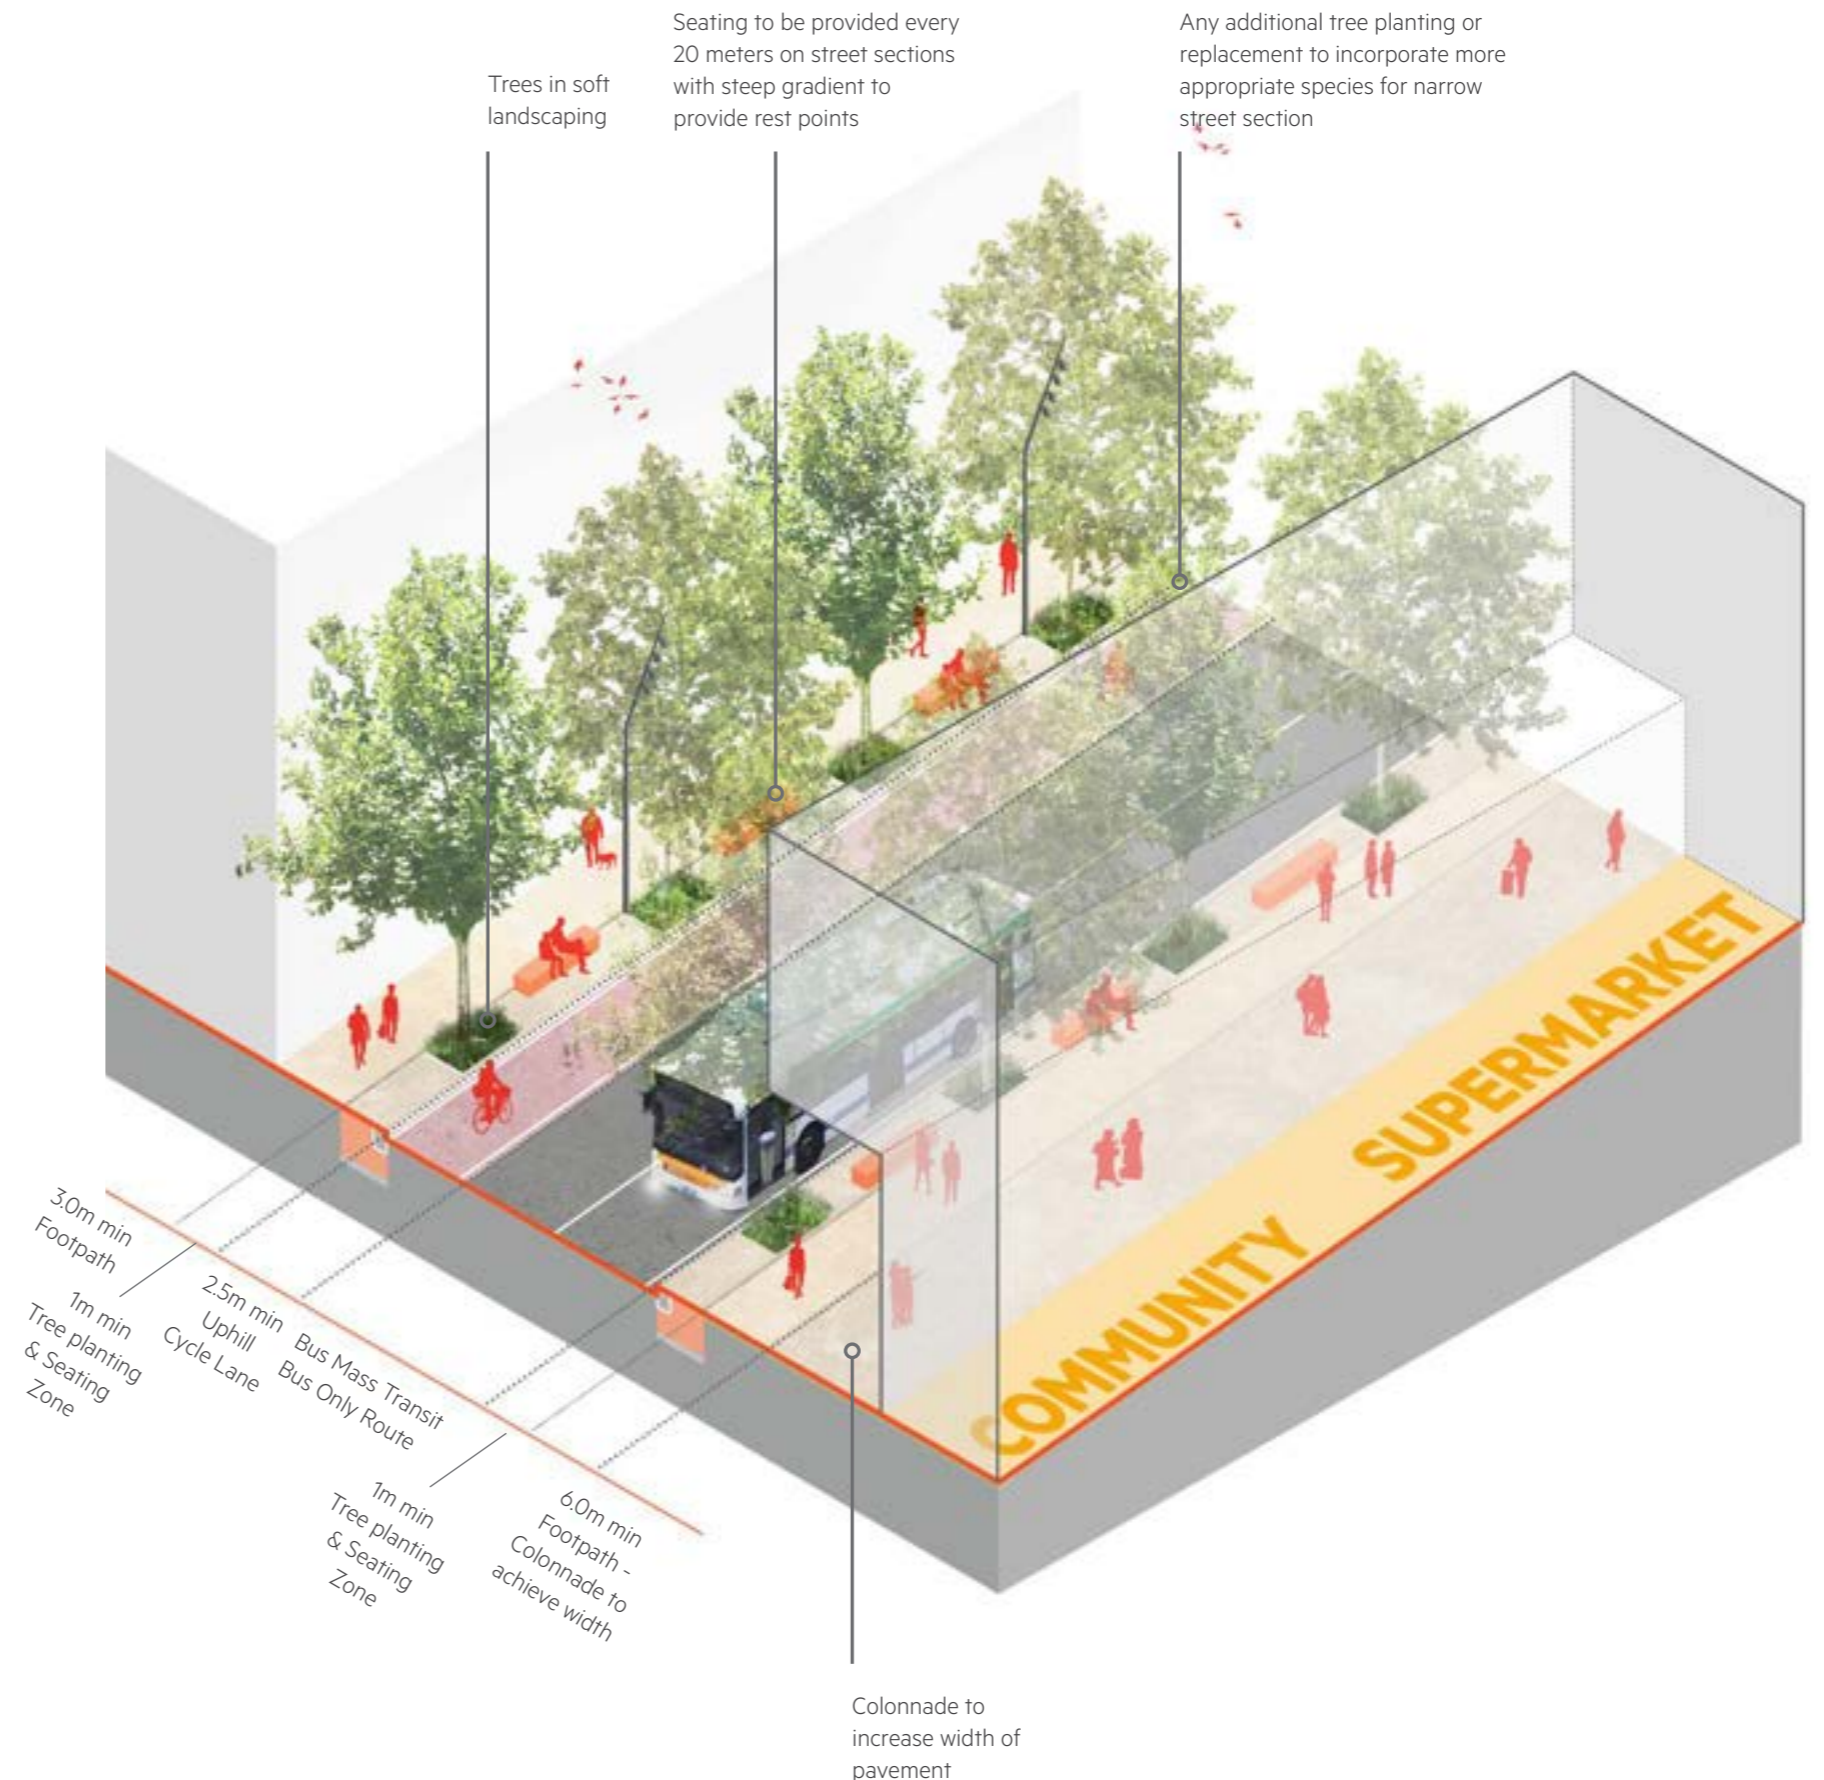 Seating to be provided every
20 meters on street sections
with steep gradient to
provide rest points
Any additional tree planting or
replacement to incorporate more
appropriate species for narrow
street section
Trees in soft
landscaping
COMMUNITY SUPERMARKET
3.0m min
Footpath
1m min
Tree planting
& Seating
Zone
2.5m min
Uphill
Cycle Lane
Bus Mass Transit
Bus Only Route
1m min
Tree planting
& Seating
Zone
6.0m min
Footpath -
Colonnade to
achieve width
Colonnade to
increase width of
pavement